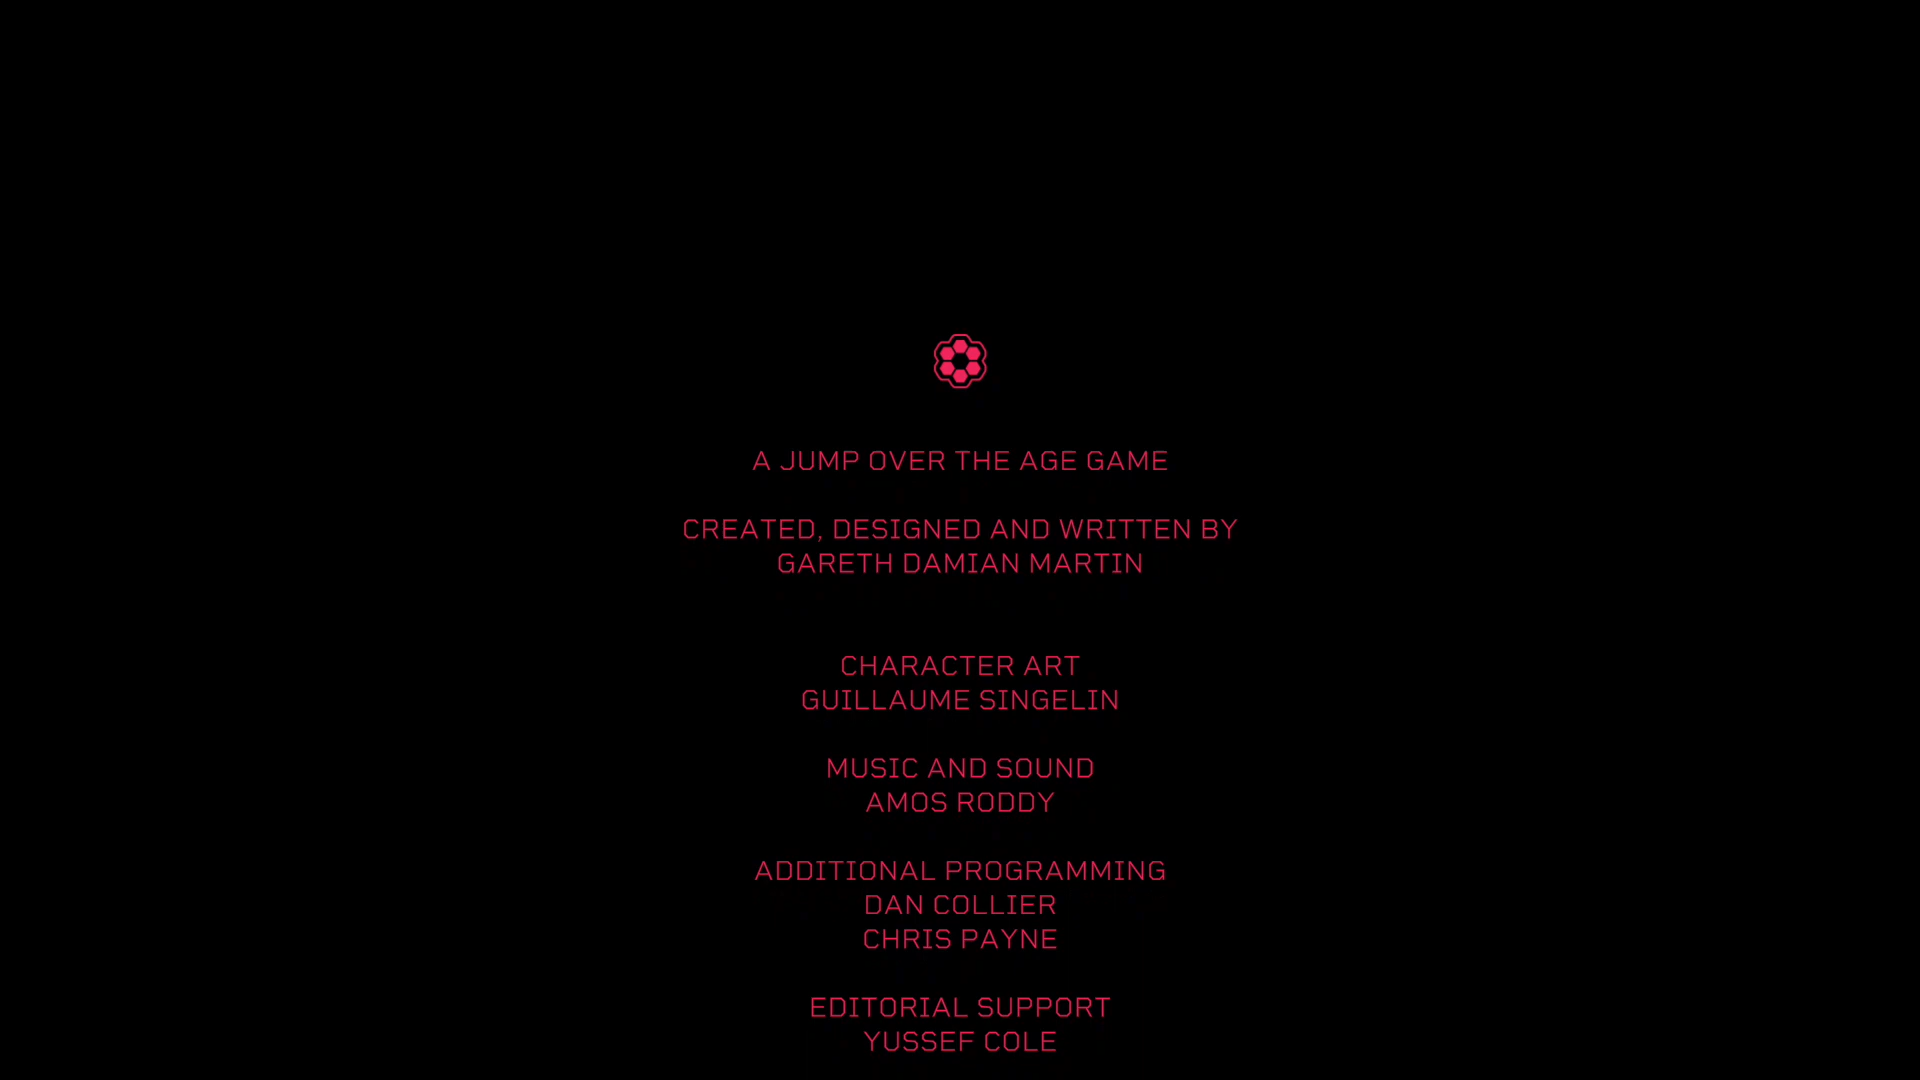 A JUMP OVER THE AGE GAME
CREATED, DESIGNED AND WRITTEN BY
GARETH DAMIAN MARTIN
CHARACTER ART
GUILLAUME SINGELIN
MUSIC AND SOUND
AMOS RODDY
ADDITIONAL PROGRAMMING
DAN COLLIER
CHRIS PAYNE
EDITORIAL SUPPORT
YUSSEF COLE